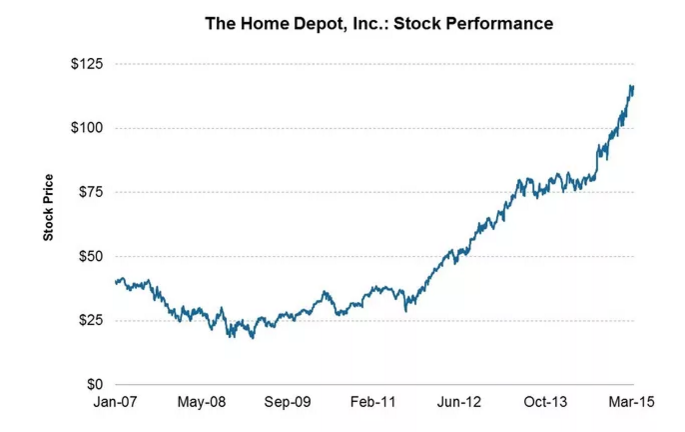 The Home Depot, Inc.: Stock Performance
$125
$100
$75
$50
$25
$0
Stock Price
Jan-07 May-08 Sep-09 Feb-11 Jun-12 Oct-13 Mar-15